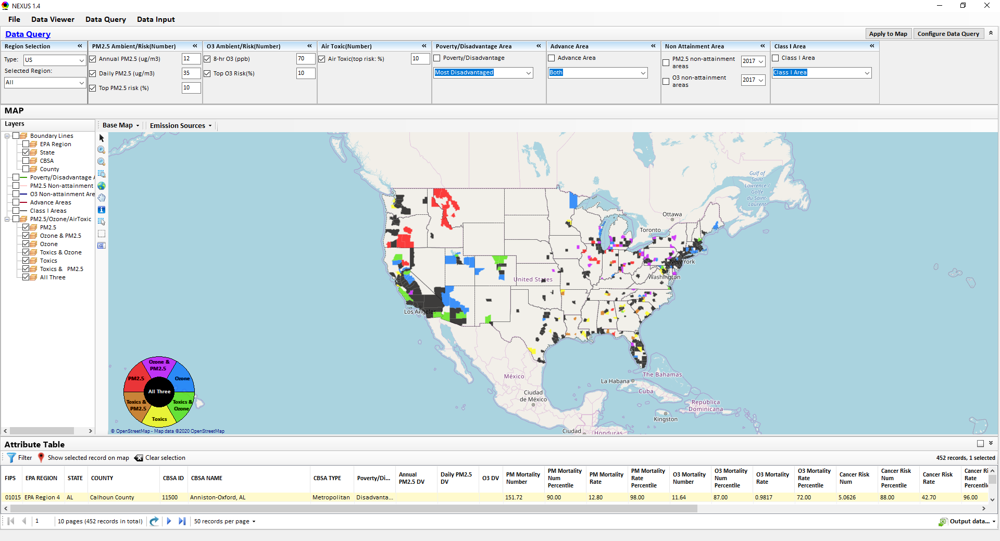 NEXUS 1.4
File Data Viewer Data Query Data Input
Data Query
Apply to Map Configure Data Query
Region Selection
Type: US
Selected Region:
All
PM2.5 Ambient/Risk(Number)
Annual PM2.5 (ug/m3) 12
Daily PM2.5 (ug/m3) 35
Top PM2.5 risk (%) 10
O3 Ambient/Risk(Number)
8-hr O3 (ppb) 70
Top O3 Risk(%) 10
Air Toxic(Number)
Air Toxic(top risk: %) 10
Poverty/Disadvantage Area
Poverty/Disadvantage
Most Disadvantaged
Advance Area
Advance Area
Both
Non Attainment Area
PM2.5 non-attainment
areas
2017
O3 non-attainment
areas
2017
Class I Area
Class I Area
Class I Area
MAP
Layers
Boundary Lines
EPA Region
State
CBSA
County
Poverty/Disadvantage
PM2.5 Non-attainment
O3 Non-attainment Are
Advance Areas
Class I Areas
PM2.5/Ozone/AirToxic
PM2.5
Ozone & PM2.5
Ozone
Toxics & Ozone
Toxics
Toxics & PM2.5
All Three
Base Map Emission Sources
Gulf of
Saint
Lawrence /
Golfe
du Saint-
Laurent
Ottawa
Toronto
New York
Washington
United States
Los Angeles
México
Ciudad
de México
La Habana
The Bahamas
Cuba
República
Dominicana
Kingston
Ciudad
Honduras
Ozone &
PM2.5
PM2.5
Ozone
All Three
Toxics &
PM2.5
Toxics &
Ozone
Toxics
© OpenStreetMap - Map data ©2020 OpenStreetMap
Attribute Table
Filter Show selected record on map Clear selection
452 records, 1 selected
FIPS
EPA REGION
STATE
COUNTY
CBSA ID
CBSA NAME
CBSA TYPE
Poverty/Di...
Annual
PM2.5 DV
Daily PM2.5
DV
O3 DV
PM Mortality
Number
PM Mortality
Num
Percentile
PM Mortality
Rate
PM Mortality
Rate
Percentile
O3 Mortality
Number
O3 Mortality
Num
Percentile
O3 Mortality
Rate
O3 Mortality
Rate
Percentile
Cancer Risk
Num
Cancer Risk
Num
Percentile
Cancer Risk
Rate
Cancer Ri
Rate
Percentil
01015 EPA Region 4 AL Calhoun County 11500 Anniston-Oxford, AL Metropolitan Disadvanta... 151.72 90.00 12.80 98.00 11.64 87.00 0.9817 72.00 5.0626 88.00 42.70 96.00
1 10 pages (452 records in total) 50 records per page
Output data...